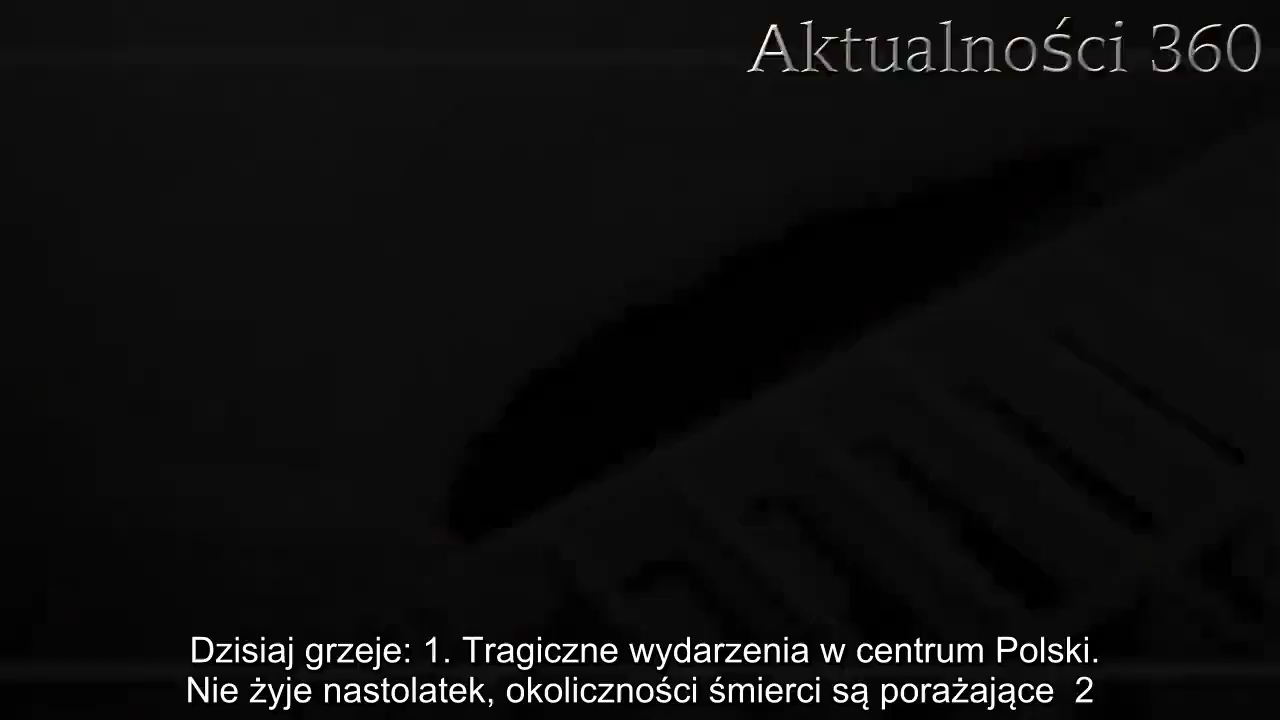 Aktualności 360
Dzisiaj grzeje: 1. Tragiczne wydarzenia w centrum Polski.
Nie żyje nastolatek, okoliczności śmierci są porażające  2